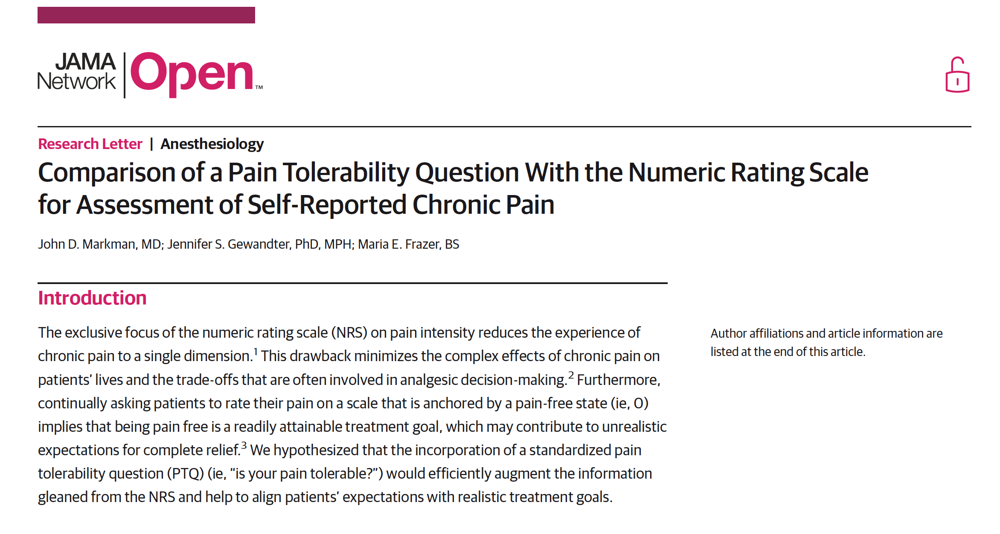 JAMA
Network
Open™
Research Letter | Anesthesiology
Comparison of a Pain Tolerability Question With the Numeric Rating Scale
for Assessment of Self-Reported Chronic Pain
John D. Markman, MD; Jennifer S. Gewandter, PhD, MPH; Maria E. Frazer, BS
Introduction
The exclusive focus of the numeric rating scale (NRS) on pain intensity reduces the experience of
chronic pain to a single dimension.¹ This drawback minimizes the complex effects of chronic pain on
patients’ lives and the trade-offs that are often involved in analgesic decision-making.² Furthermore,
continually asking patients to rate their pain on a scale that is anchored by a pain-free state (ie, 0)
implies that being pain free is a readily attainable treatment goal, which may contribute to unrealistic
expectations for complete relief.³ We hypothesized that the incorporation of a standardized pain
tolerability question (PTQ) (ie, “is your pain tolerable?”) would efficiently augment the information
gleaned from the NRS and help to align patients’ expectations with realistic treatment goals.
Author affiliations and article information are
listed at the end of this article.